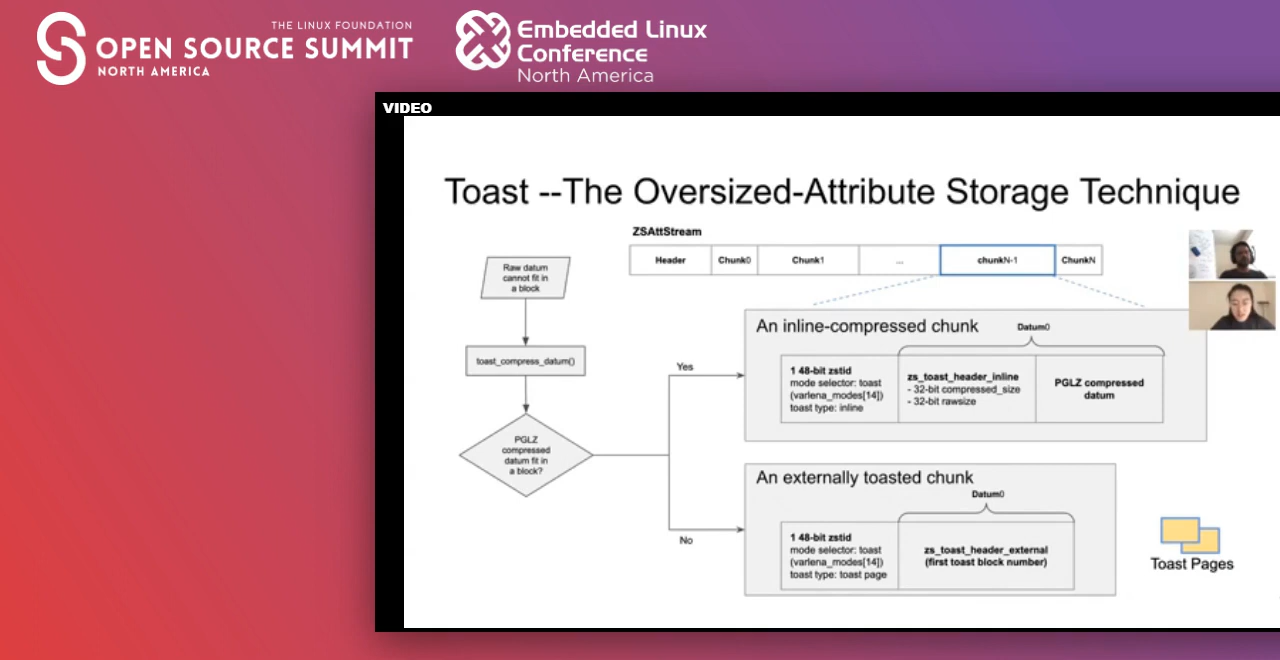 THE LINUX FOUNDATION
OPEN SOURCE SUMMIT
NORTH AMERICA
Embedded Linux
Conference
North America
VIDEO
Toast --The Oversized-Attribute Storage Technique
ZSAttStream
Header
Chunk0
Chunk1
...
chunkN-1
ChunkN
Raw datum
cannot fit in
a block
toast_compress_datum()
PGLZ
compressed
datum fit in
a block?
Yes
No
An inline-compressed chunk
Datum0
1 48-bit zstid
mode selector: toast
(varlena_modes[14])
toast type: inline
zs_toast_header_inline
- 32-bit compressed_size
- 32-bit rawsize
PGLZ compressed
datum
An externally toasted chunk
Datum0
1 48-bit zstid
mode selector: toast
(varlena_modes[14])
toast type: toast page
zs_toast_header_external
(first toast block number)
Toast Pages